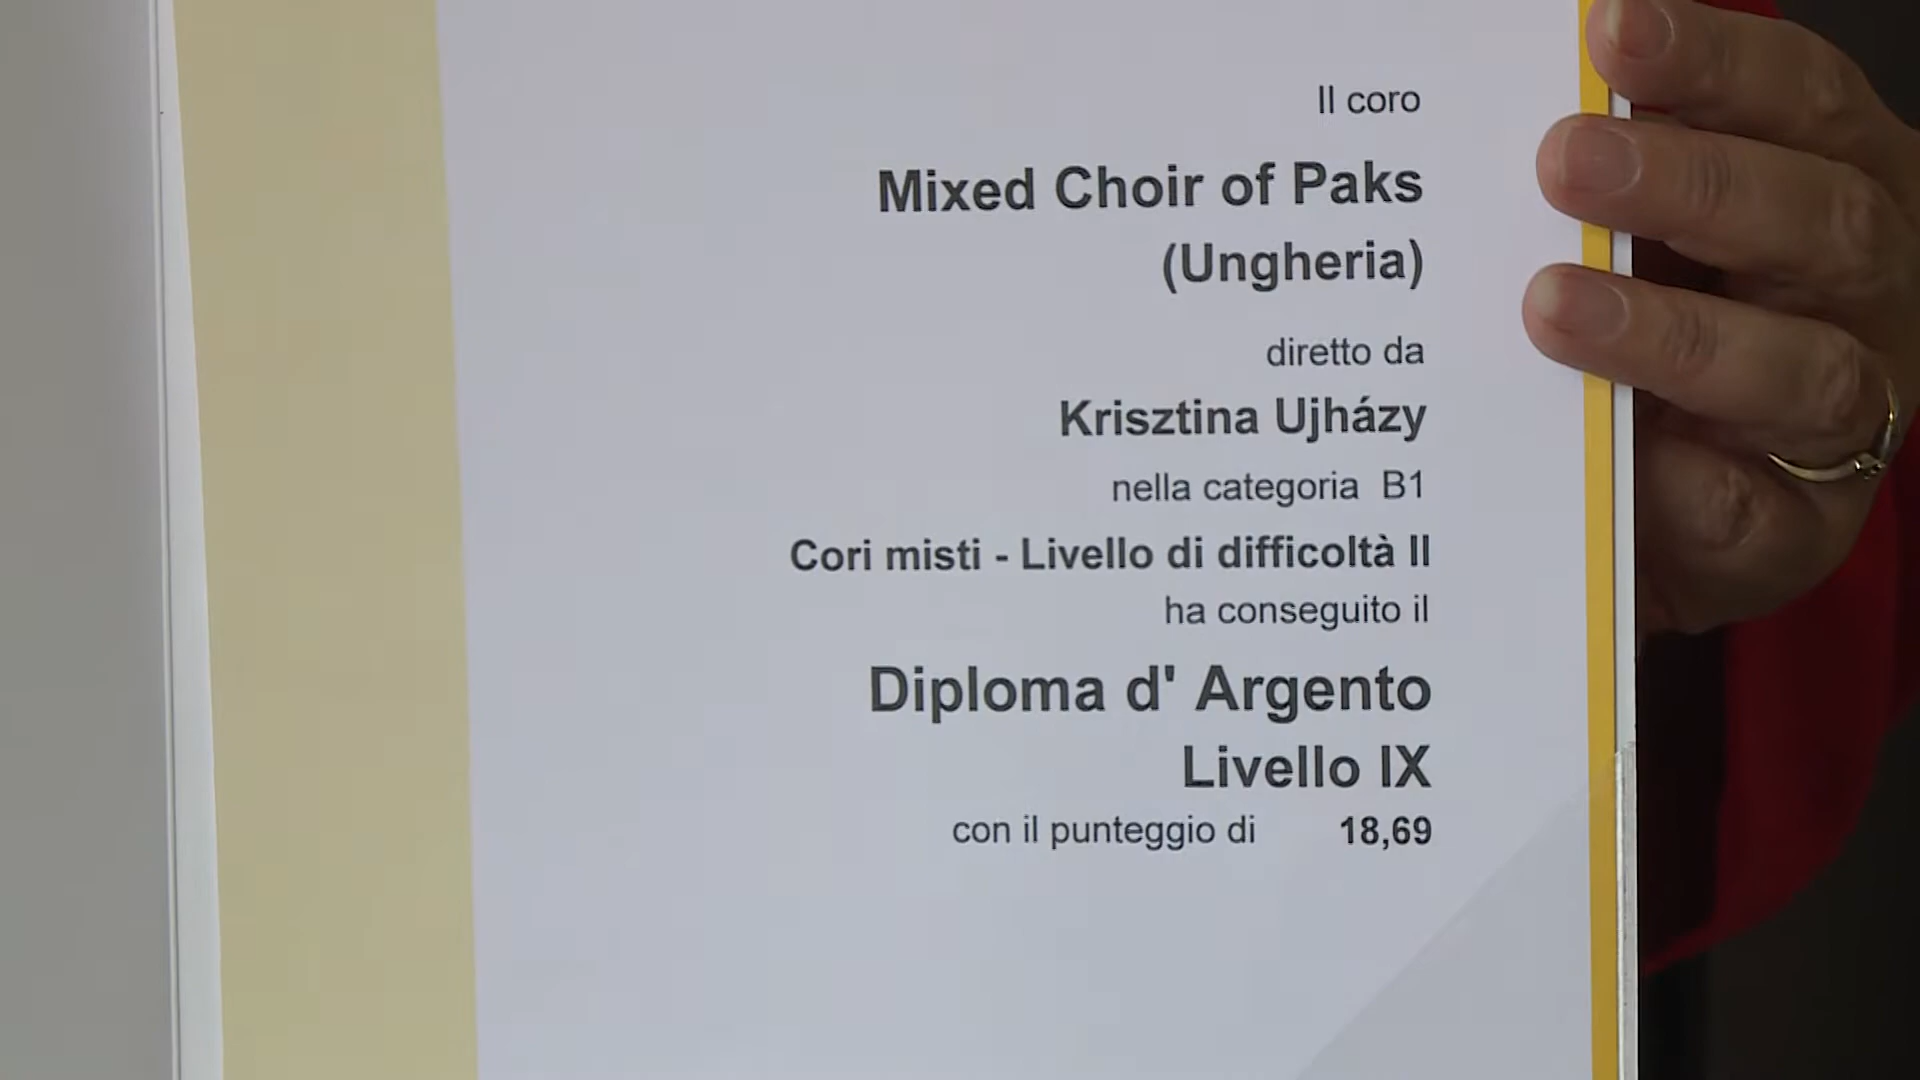 Il coro
Mixed Choir of Paks
(Ungheria)
diretto da
Krisztina Ujházy
nella categoria B1
Cori misti - Livello di difficoltà II
ha conseguito il
Diploma d' Argento
Livello IX
con il punteggio di 18,69